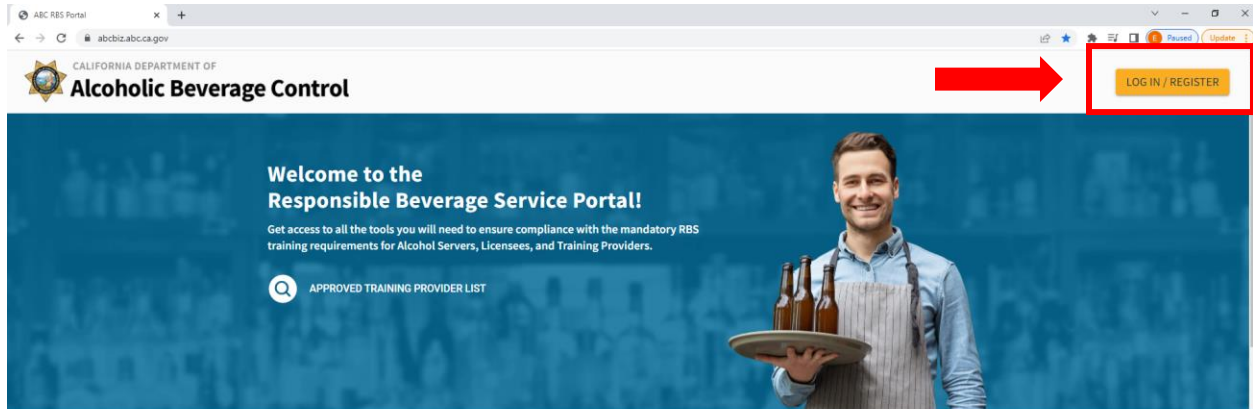 ABC RBS Portal
abcbiz.abc.ca.gov
E Paused Update
CALIFORNIA DEPARTMENT OF
Alcoholic Beverage Control
LOG IN / REGISTER
Welcome to the
Responsible Beverage Service Portal!
Get access to all the tools you will need to ensure compliance with the mandatory RBS
training requirements for Alcohol Servers, Licensees, and Training Providers.
APPROVED TRAINING PROVIDER LIST